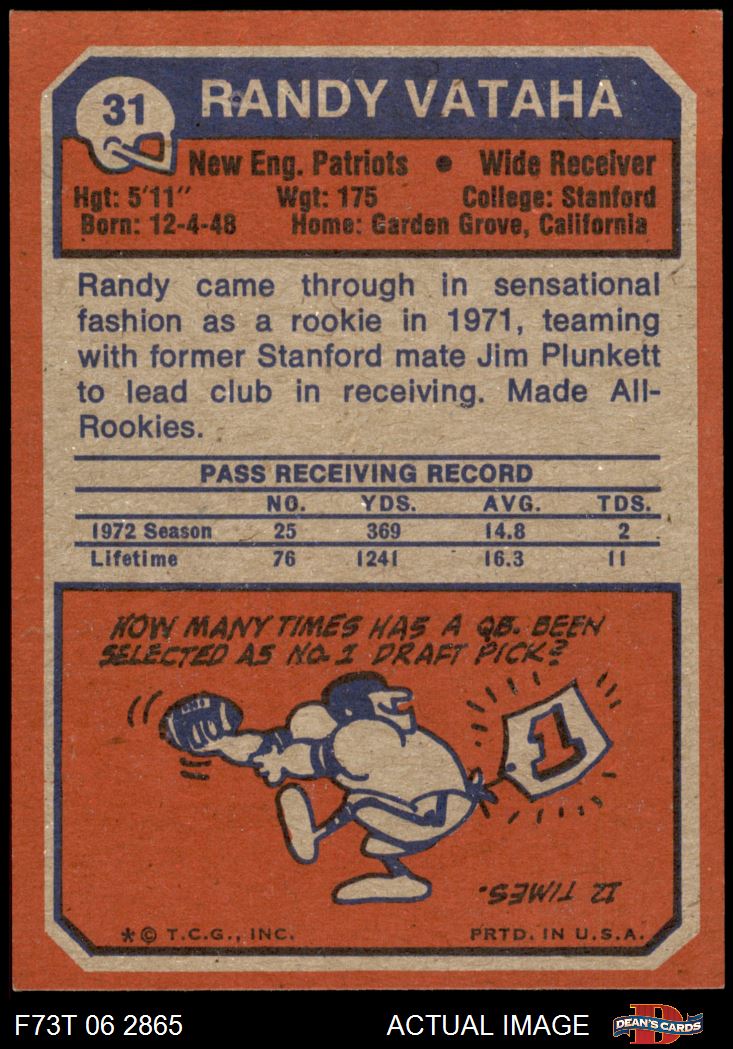 31
RANDY VATAHA
New Eng. Patriots • Wide Receiver
Hgt: 5'11" Wgt: 175 College: Stanford
Born: 12-4-48 Home: Garden Grove, California
Randy came through in sensational
fashion as a rookie in 1971, teaming
with former Stanford mate Jim Plunkett
to lead club in receiving. Made All-
Rookies.
PASS RECEIVING RECORD
NO. YDS. AVG. TDS.
1972 Season 25 369 14.8 2
Lifetime 76 1241 16.3 11
HOW MANY TIMES HAS A QB. BEEN
SELECTED AS NO. 1 DRAFT PICK?
1
12 TIMES.
*© T.C.G., INC. PRTD. IN U.S.A.
F73T 06 2865 ACTUAL IMAGE
D
DEAN'S CARDS